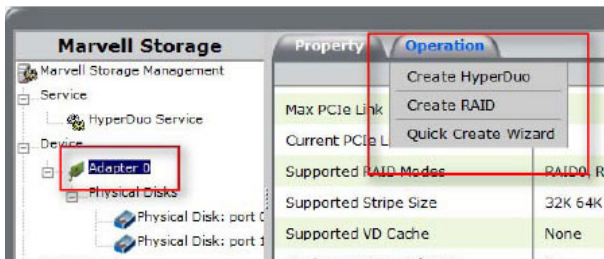 Marvell Storage
Property
Operation
Marvell Storage Management
Service
HyperDuo Service
Device
Adapter 0
Physical Disks
Physical Disk: port
Physical Disk: port 1
Create HyperDuo
Create RAID
Quick Create Wizard
Max PCIe Link
Current PCIe L
Supported RAID Modes
RAID0, R
Supported Stripe Size
32K 64K
Supported VD Cache
None